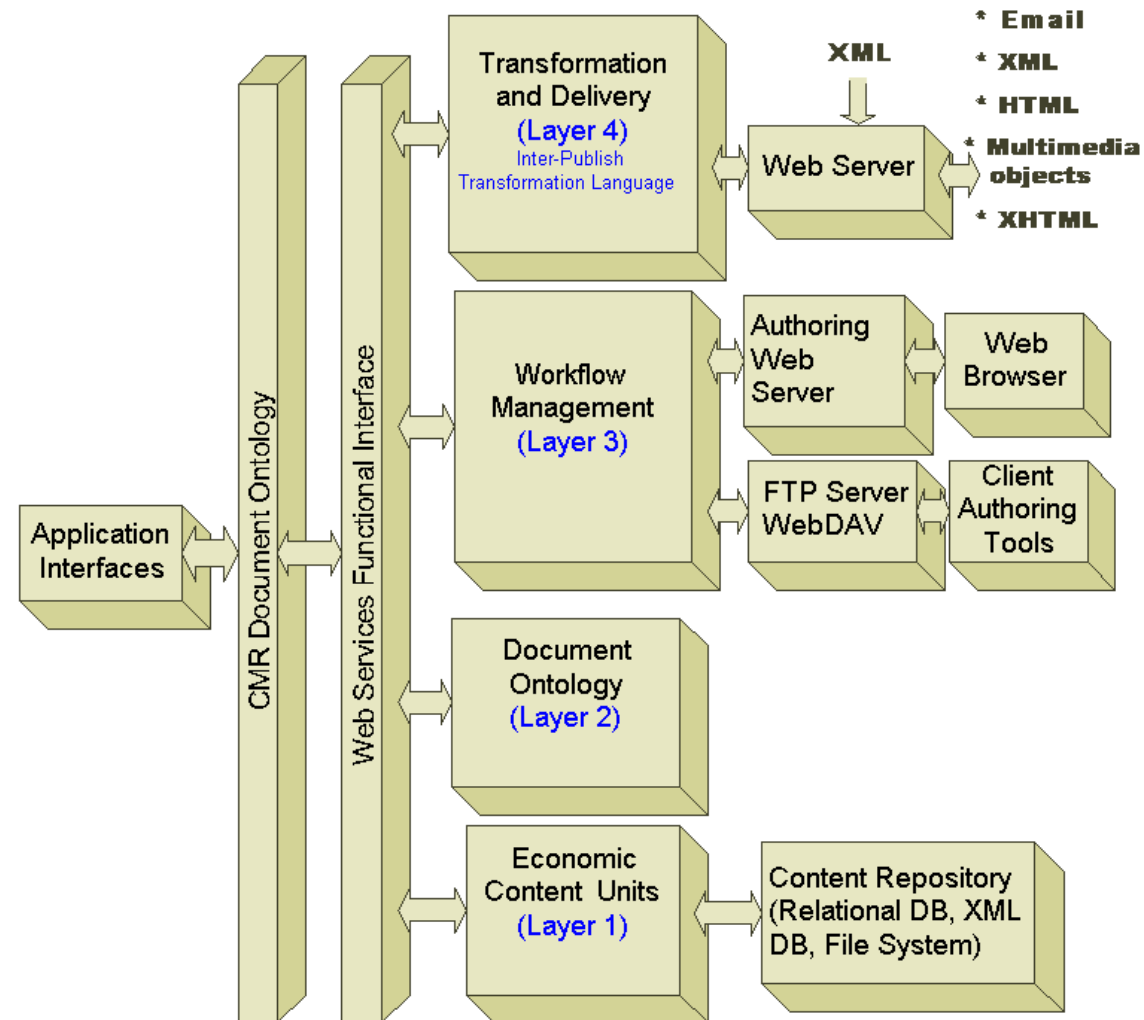 * Email
* XML
* HTML
* Multimedia
objects
* XHTML
XML
Transformation
and Delivery
(Layer 4)
Inter-Publish
Transformation Language
Web Server
Workflow
Management
(Layer 3)
Authoring
Web
Server
Web
Browser
FTP Server
WebDAV
Client
Authoring
Tools
Application
Interfaces
CMR Document Ontology
Web Services Functional Interface
Document
Ontology
(Layer 2)
Economic
Content Units
(Layer 1)
Content Repository
(Relational DB, XML
DB, File System)